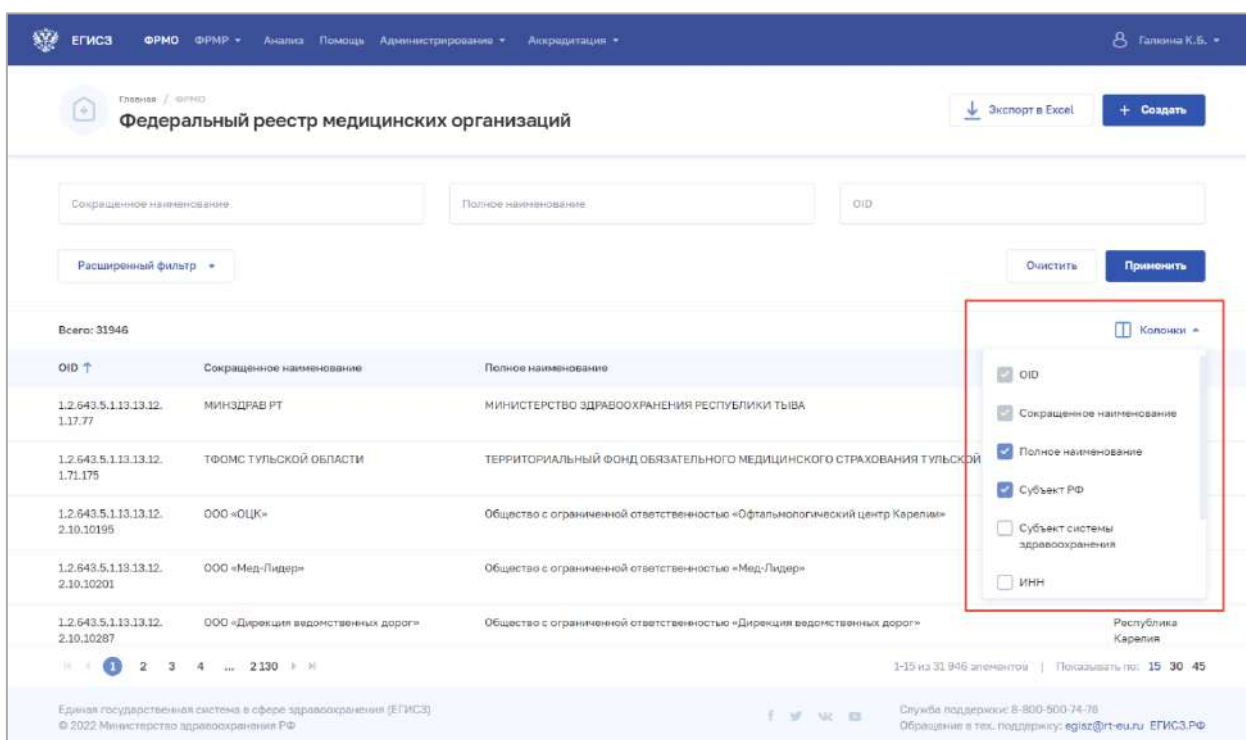 ЕГИСЗ ФРМО ФРМР Анализ Помощь Администрирование Аккредитация Галкина К.Б.
Главная / ФРМО
Федеральный реестр медицинских организаций
Экспорт в Excel
+ Создать
Сокращенное наименование
Полное наименование
OID
Расширенный фильтр
Очистить
Применить
Всего: 31946
Колонки
OID ↑ Сокращенное наименование Полное наименование
1.2.643.5.1.13.13.12.
1.17.77
МИНЗДРАВ РТ
МИНИСТЕРСТВО ЗДРАВООХРАНЕНИЯ РЕСПУБЛИКИ ТЫВА
1.2.643.5.1.13.13.12.
1.71.175
ТФОМС ТУЛЬСКОЙ ОБЛАСТИ
ТЕРРИТОРИАЛЬНЫЙ ФОНД ОБЯЗАТЕЛЬНОГО МЕДИЦИНСКОГО СТРАХОВАНИЯ ТУЛЬСКОЙ
1.2.643.5.1.13.13.12.
2.10.10195
ООО «ОЦК»
Общество с ограниченной ответственностью «Офтальмологический центр Карелии»
1.2.643.5.1.13.13.12.
2.10.10201
ООО «Мед-Лидер»
Общество с ограниченной ответственностью «Мед-Лидер»
1.2.643.5.1.13.13.12.
2.10.10287
ООО «Дирекция ведомственных дорог»
Общество с ограниченной ответственностью «Дирекция ведомственных дорог»
Республика
Карелия
OID
Сокращенное наименование
Полное наименование
Субъект РФ
Субъект системы
здравоохранения
ИНН
1 2 3 4 ... 2 130
1-15 из 31 946 элементов | Показывать по: 15 30 45
Единая государственная система в сфере здравоохранения (ЕГИСЗ)
© 2022 Министерство здравоохранения РФ
Служба поддержки: 8-800-500-74-78
Обращение в тех. поддержку: egisz@rt-eu.ru ЕГИСЗ.РФ